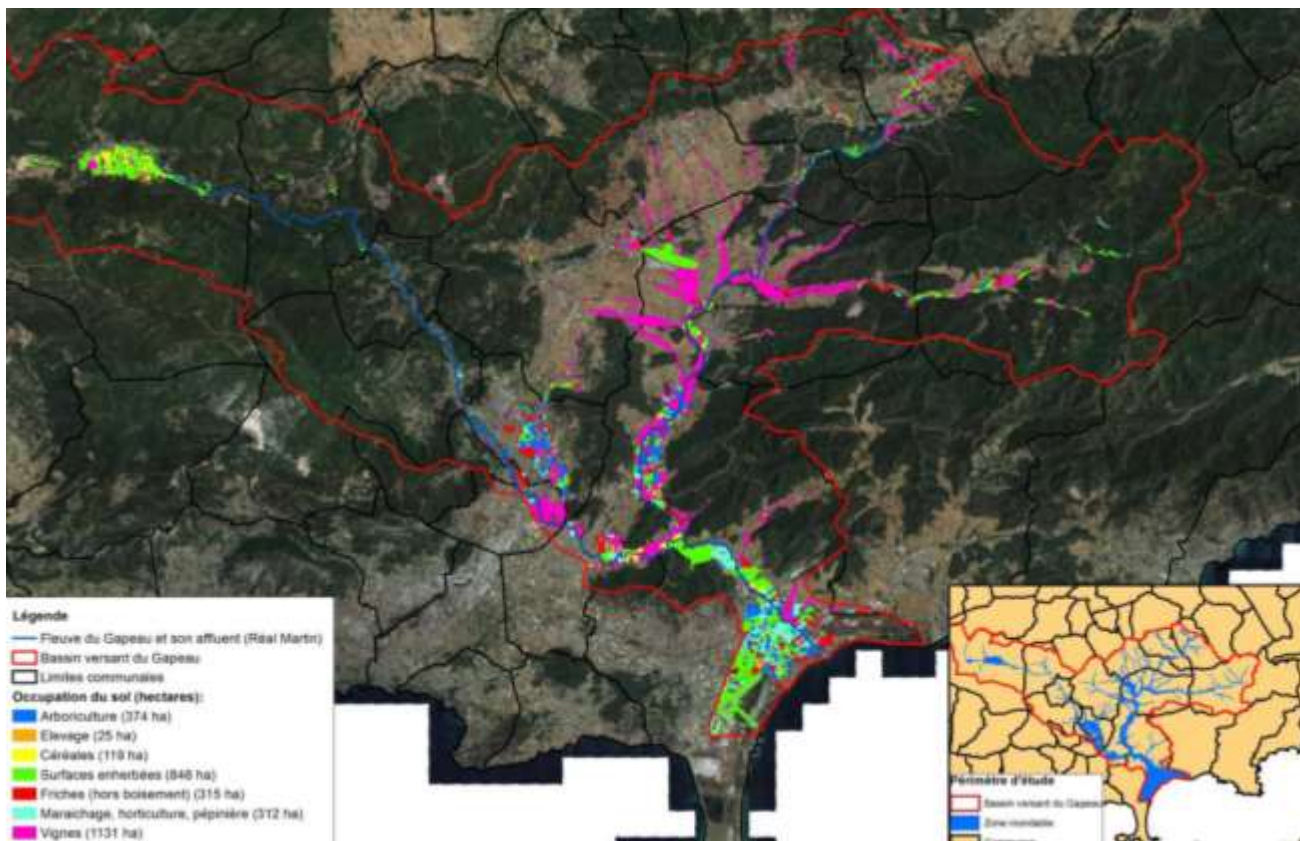 Légende
Fleuve du Gapeau et son affluent (Réal Martin)
Bassin versant du Gapeau
Limites communales
Occupation du sol (hectares):
Arboriculture (374 ha)
Elevage (25 ha)
Céréales (119 ha)
Surfaces enherbées (846 ha)
Friches (hors boisement) (315 ha)
Maraichage, horticulture, pépinière (312 ha)
Vignes (1131 ha)
Périmètre d'étude
Bassin versant du Gapeau
Zone inondable